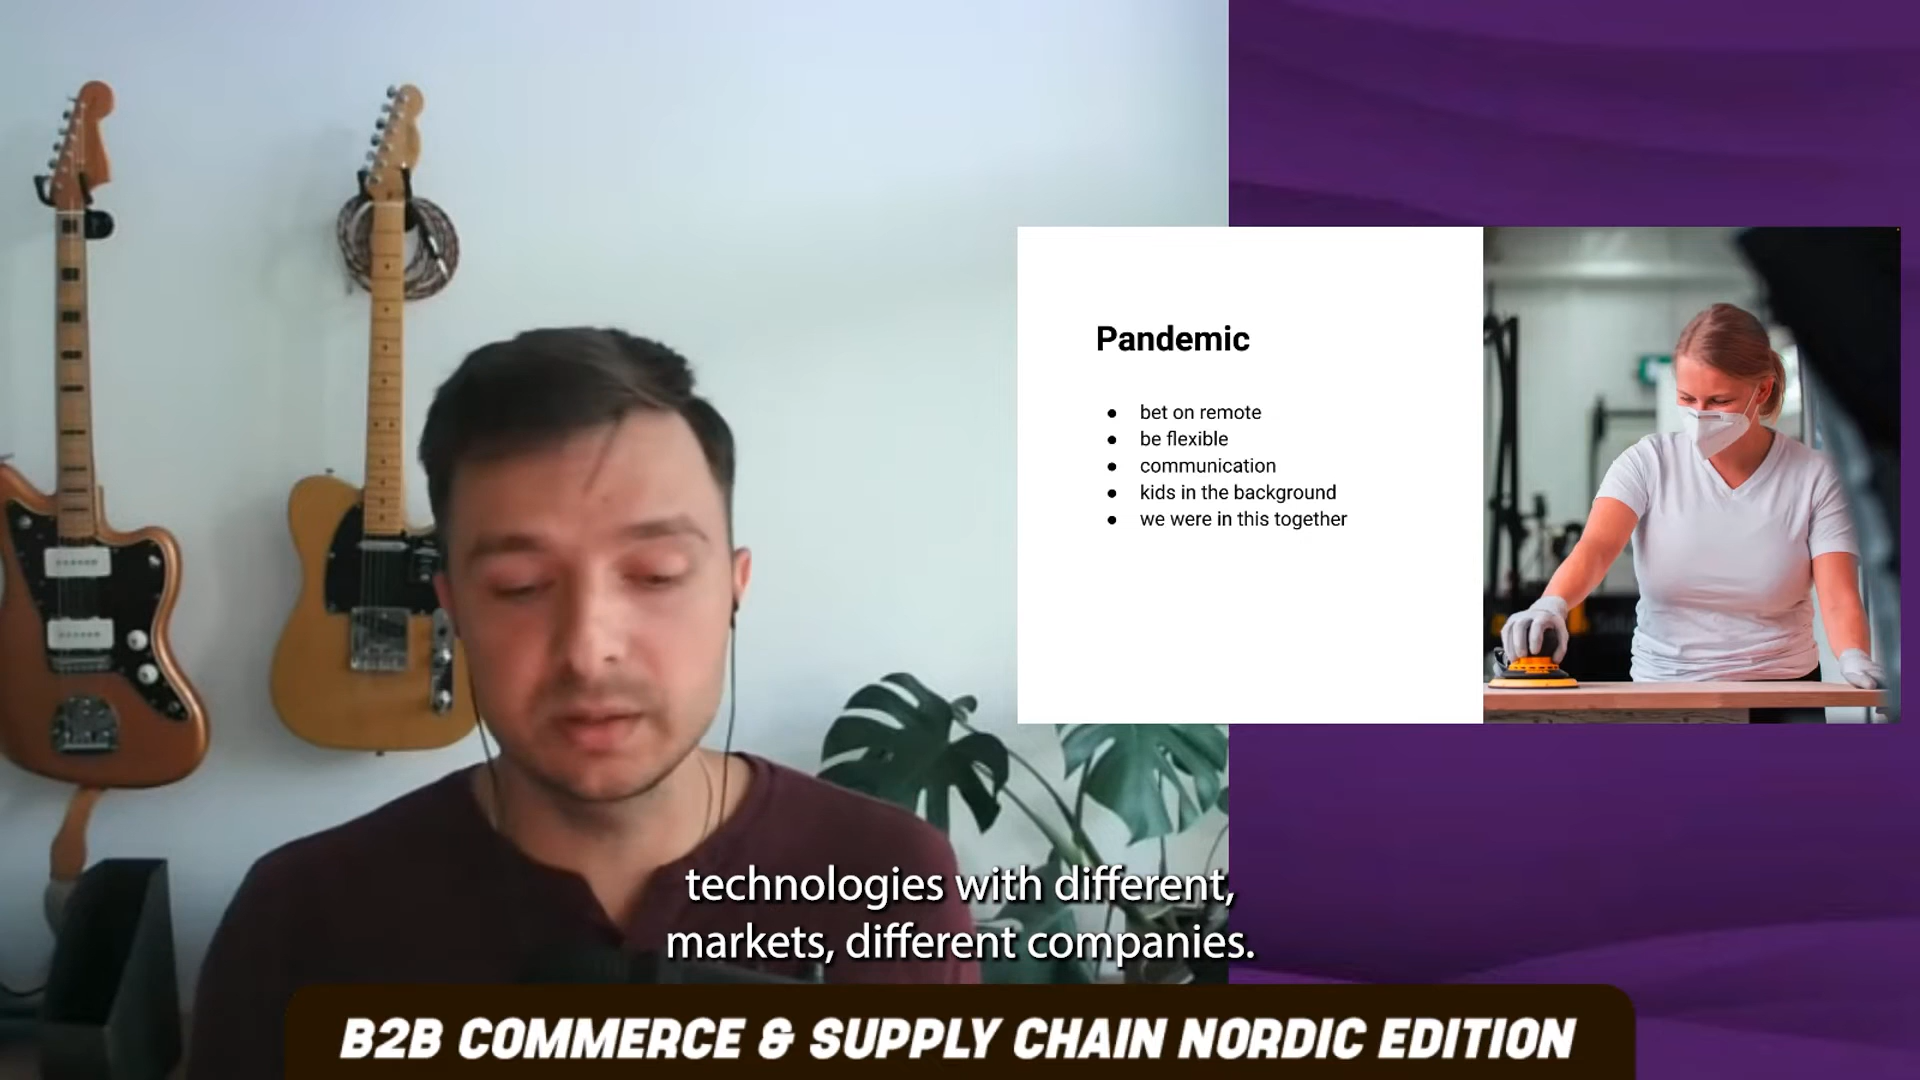 Pandemic
bet on remote
be flexible
communication
kids in the background
we were in this together
technologies with different,
markets, different companies.
B2B COMMERCE & SUPPLY CHAIN NORDIC EDITION